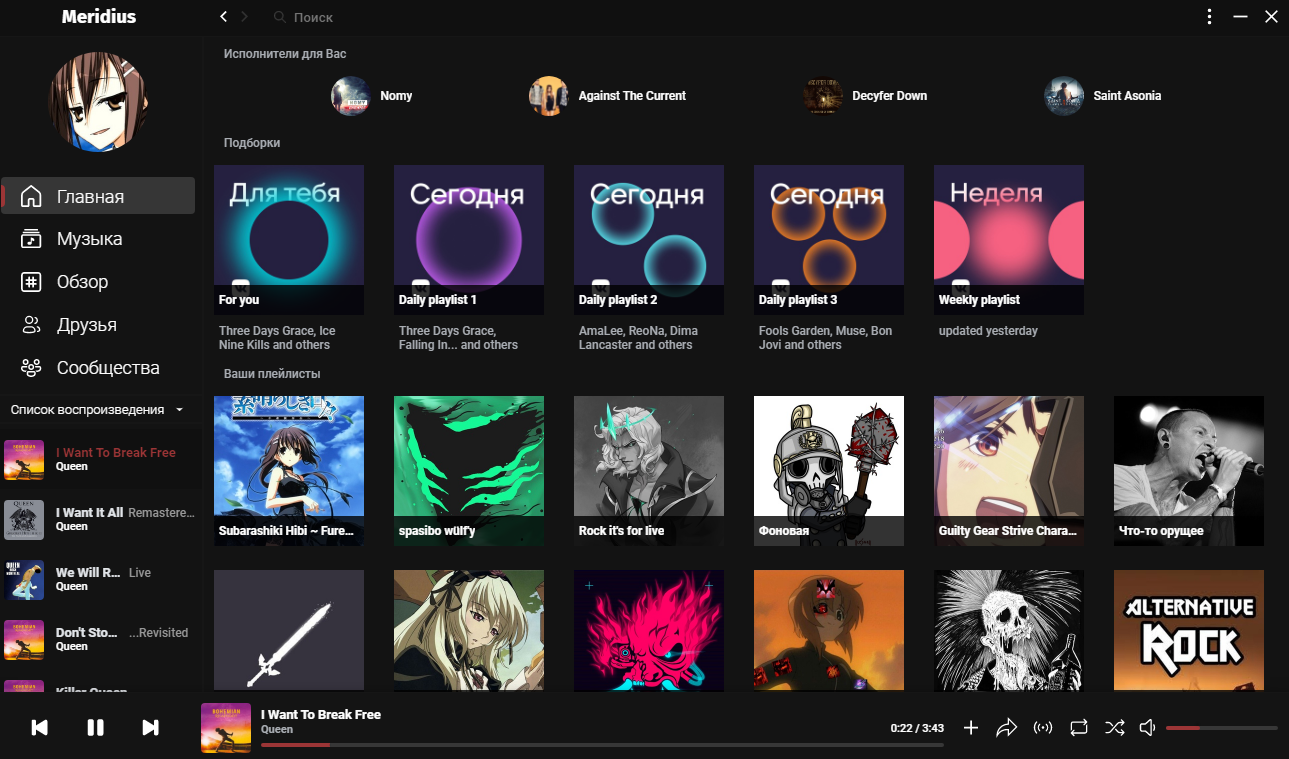 Meridius
Поиск
Исполнители для Вас
Nomy
Against The Current
Decyfer Down
Saint Asonia
Главная
Музыка
Обзор
Друзья
Сообщества
Подборки
Для тебя
For you
Three Days Grace, Ice
Nine Kills and others
Сегодня
Daily playlist 1
Three Days Grace,
Falling In... and others
Сегодня
Daily playlist 2
AmaLee, ReoNa, Dima
Lancaster and others
Сегодня
Daily playlist 3
Fools Garden, Muse, Bon
Jovi and others
Неделя
Weekly playlist
updated yesterday
Ваши плейлисты
Subarashiki Hibi ~ Fure...
spasibo wülf'y
Rock it's for live
Фоновая
Guilty Gear Strive Chara...
Что-то орущее
ALTERNATIVE
ROCK
Список воспроизведения
I Want To Break Free
Queen
I Want It All Remastere...
Queen
We Will R... Live
Queen
Don't Sto... ...Revisited
Queen
Killer Queen
I Want To Break Free
Queen
0:22 / 3:43